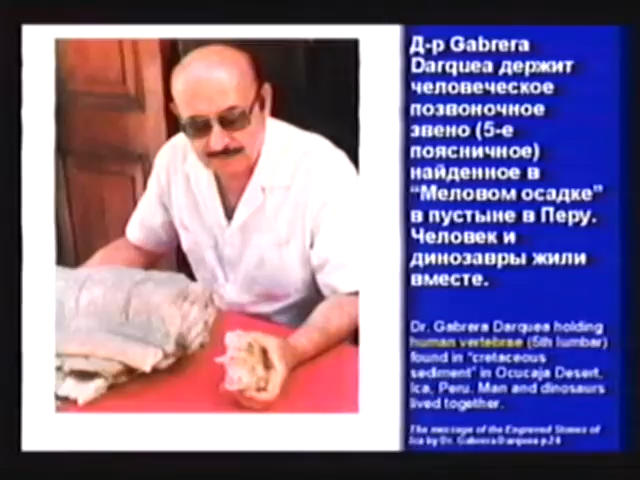 Д-р Gabrera
Darquea держит
человеческое
позвоночное
звено (5-е
поясничное)
найденное в
“Меловом осадке”
в пустыне в Перу.
Человек и
динозавры жили
вместе.
Dr. Gabrera Darquea holding
human vertebrae (5th lumbar)
found in “cretaceous
sediment” in Ocucaja Desert,
Ica, Peru. Man and dinosaurs
lived together.
The message of the Engraved Stones of
Ica by Dr. Gabrera Darquea p.24